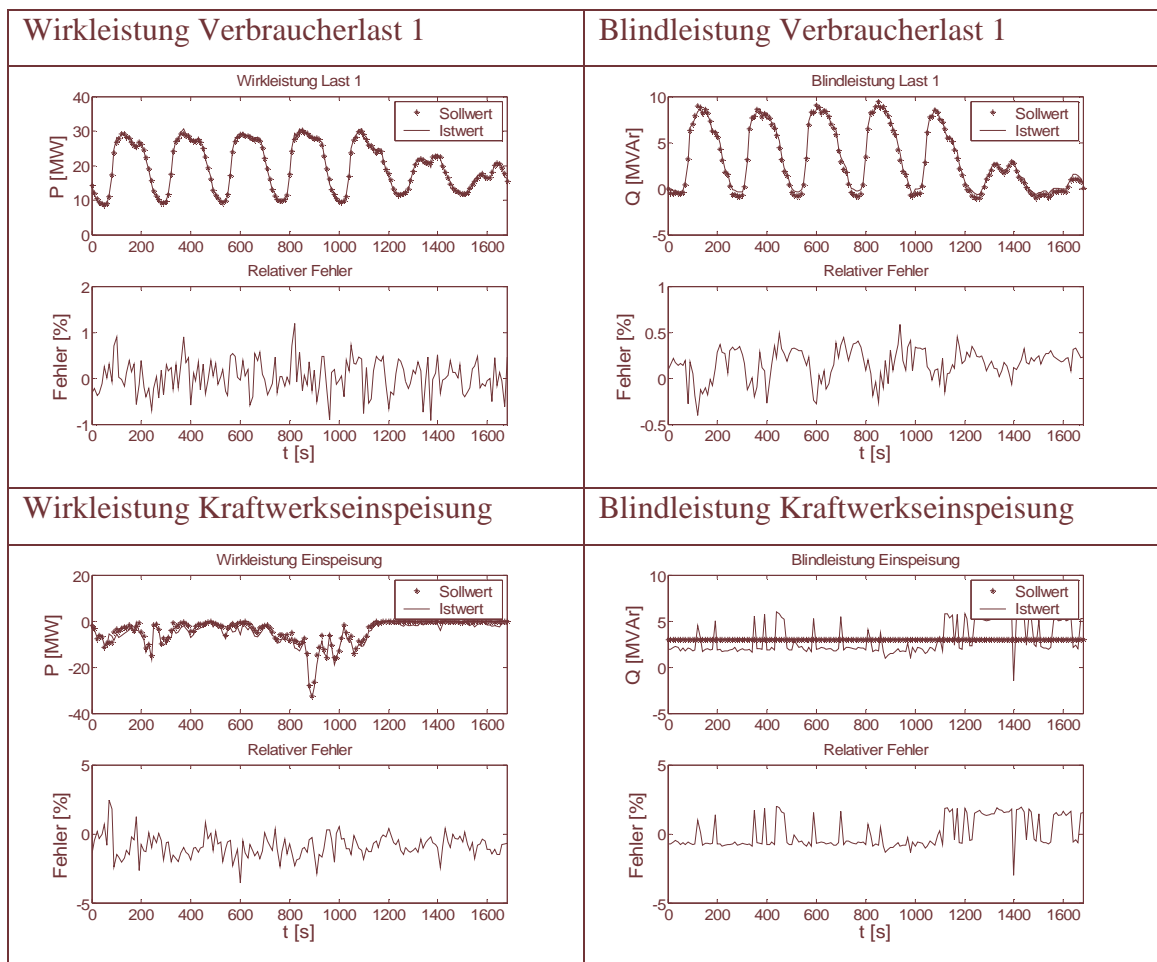 Wirkleistung Verbraucherlast 1
Blindleistung Verbraucherlast 1
Wirkleistung Last 1
P [MW]
40
30
20
10
0
Sollwert
Istwert
0 200 400 600 800 1000 1200 1400 1600
Relativer Fehler
Fehler [%]
2
1
0
-1
0 200 400 600 800 1000 1200 1400 1600
t [s]
Blindleistung Last 1
Q [MVAr]
10
5
0
-5
Sollwert
Istwert
0 200 400 600 800 1000 1200 1400 1600
Relativer Fehler
Fehler [%]
1
0.5
0
-0.5
0 200 400 600 800 1000 1200 1400 1600
t [s]
Wirkleistung Kraftwerkseinspeisung
Blindleistung Kraftwerkseinspeisung
Wirkleistung Einspeisung
P [MW]
20
0
-20
-40
Sollwert
Istwert
0 200 400 600 800 1000 1200 1400 1600
Relativer Fehler
Fehler [%]
5
0
-5
0 200 400 600 800 1000 1200 1400 1600
t [s]
Blindleistung Einspeisung
Q [MVAr]
10
5
0
-5
Sollwert
Istwert
0 200 400 600 800 1000 1200 1400 1600
Relativer Fehler
Fehler [%]
5
0
-5
0 200 400 600 800 1000 1200 1400 1600
t [s]